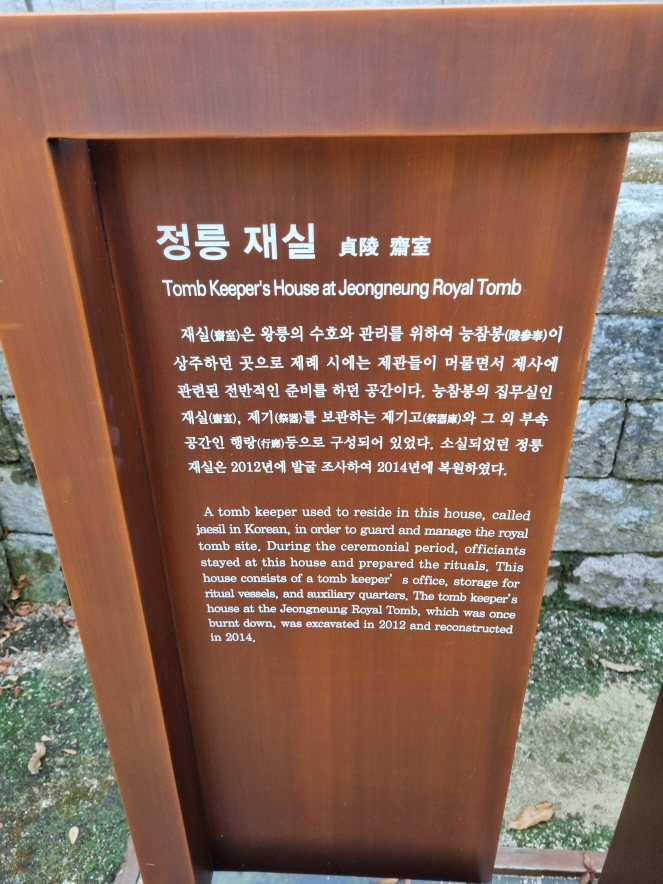 정릉 재실 貞陵 齋室
Tomb Keeper's House at Jeongneung Royal Tomb
재실(齋室)은 왕릉의 수호와 관리를 위하여 능참봉(陵參奉)이
상주하던 곳으로 제례 시에는 제관들이 머물면서 제사에
관련된 전반적인 준비를 하던 공간이다. 능참봉의 집무실인
재실(齋室), 제기(祭器)를 보관하는 제기고(祭器庫)와 그 외 부속
공간인 행랑(行廊)등으로 구성되어 있었다. 소실되었던 정릉
재실은 2012년에 발굴 조사하여 2014년에 복원하였다.
A tomb keeper used to reside in this house, called
jaesil in Korean, in order to guard and manage the royal
tomb site. During the ceremonial period, officiants
stayed at this house and prepared the rituals. This
house consists of a tomb keeper' s office, storage for
ritual vessels, and auxiliary quarters. The tomb keeper's
house at the Jeongneung Royal Tomb, which was once
burnt down, was excavated in 2012 and reconstructed
in 2014.